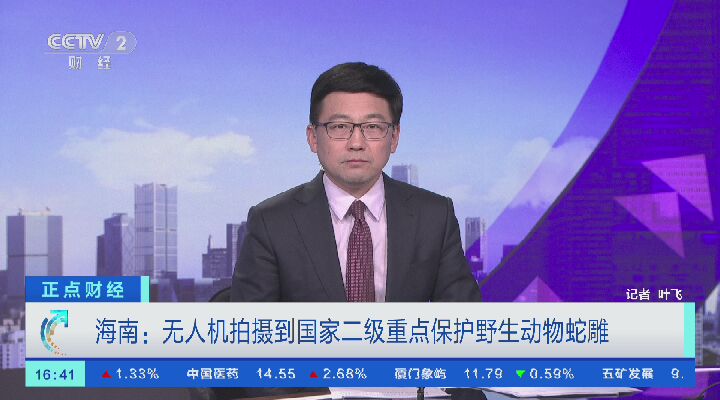 CCTV 2
财经
正点财经
记者 叶飞
海南：无人机拍摄到国家二级重点保护野生动物蛇雕
16:41 ▲1.33% 中国医药 14.55 ▲2.68% 厦门象屿 11.79 ▼0.59% 五矿发展 9.